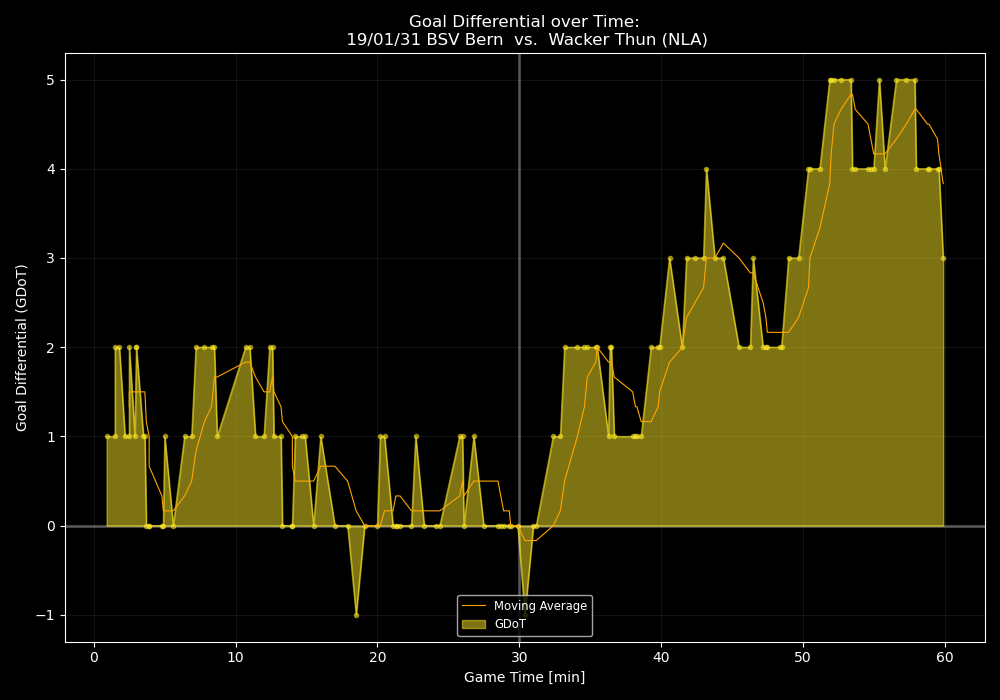 Goal Differential over Time:
19/01/31 BSV Bern  vs.  Wacker Thun (NLA)
Goal Differential (GDoT)
5
4
3
2
1
0
−1
Moving Average
GDoT
0 10 20 30 40 50 60
Game Time [min]